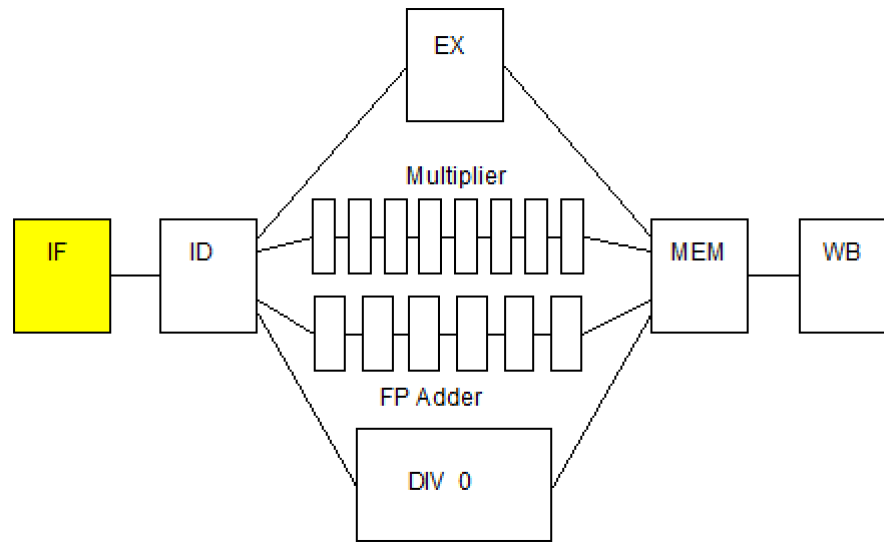 EX
Multiplier
IF
ID
MEM
WB
FP Adder
DIV 0